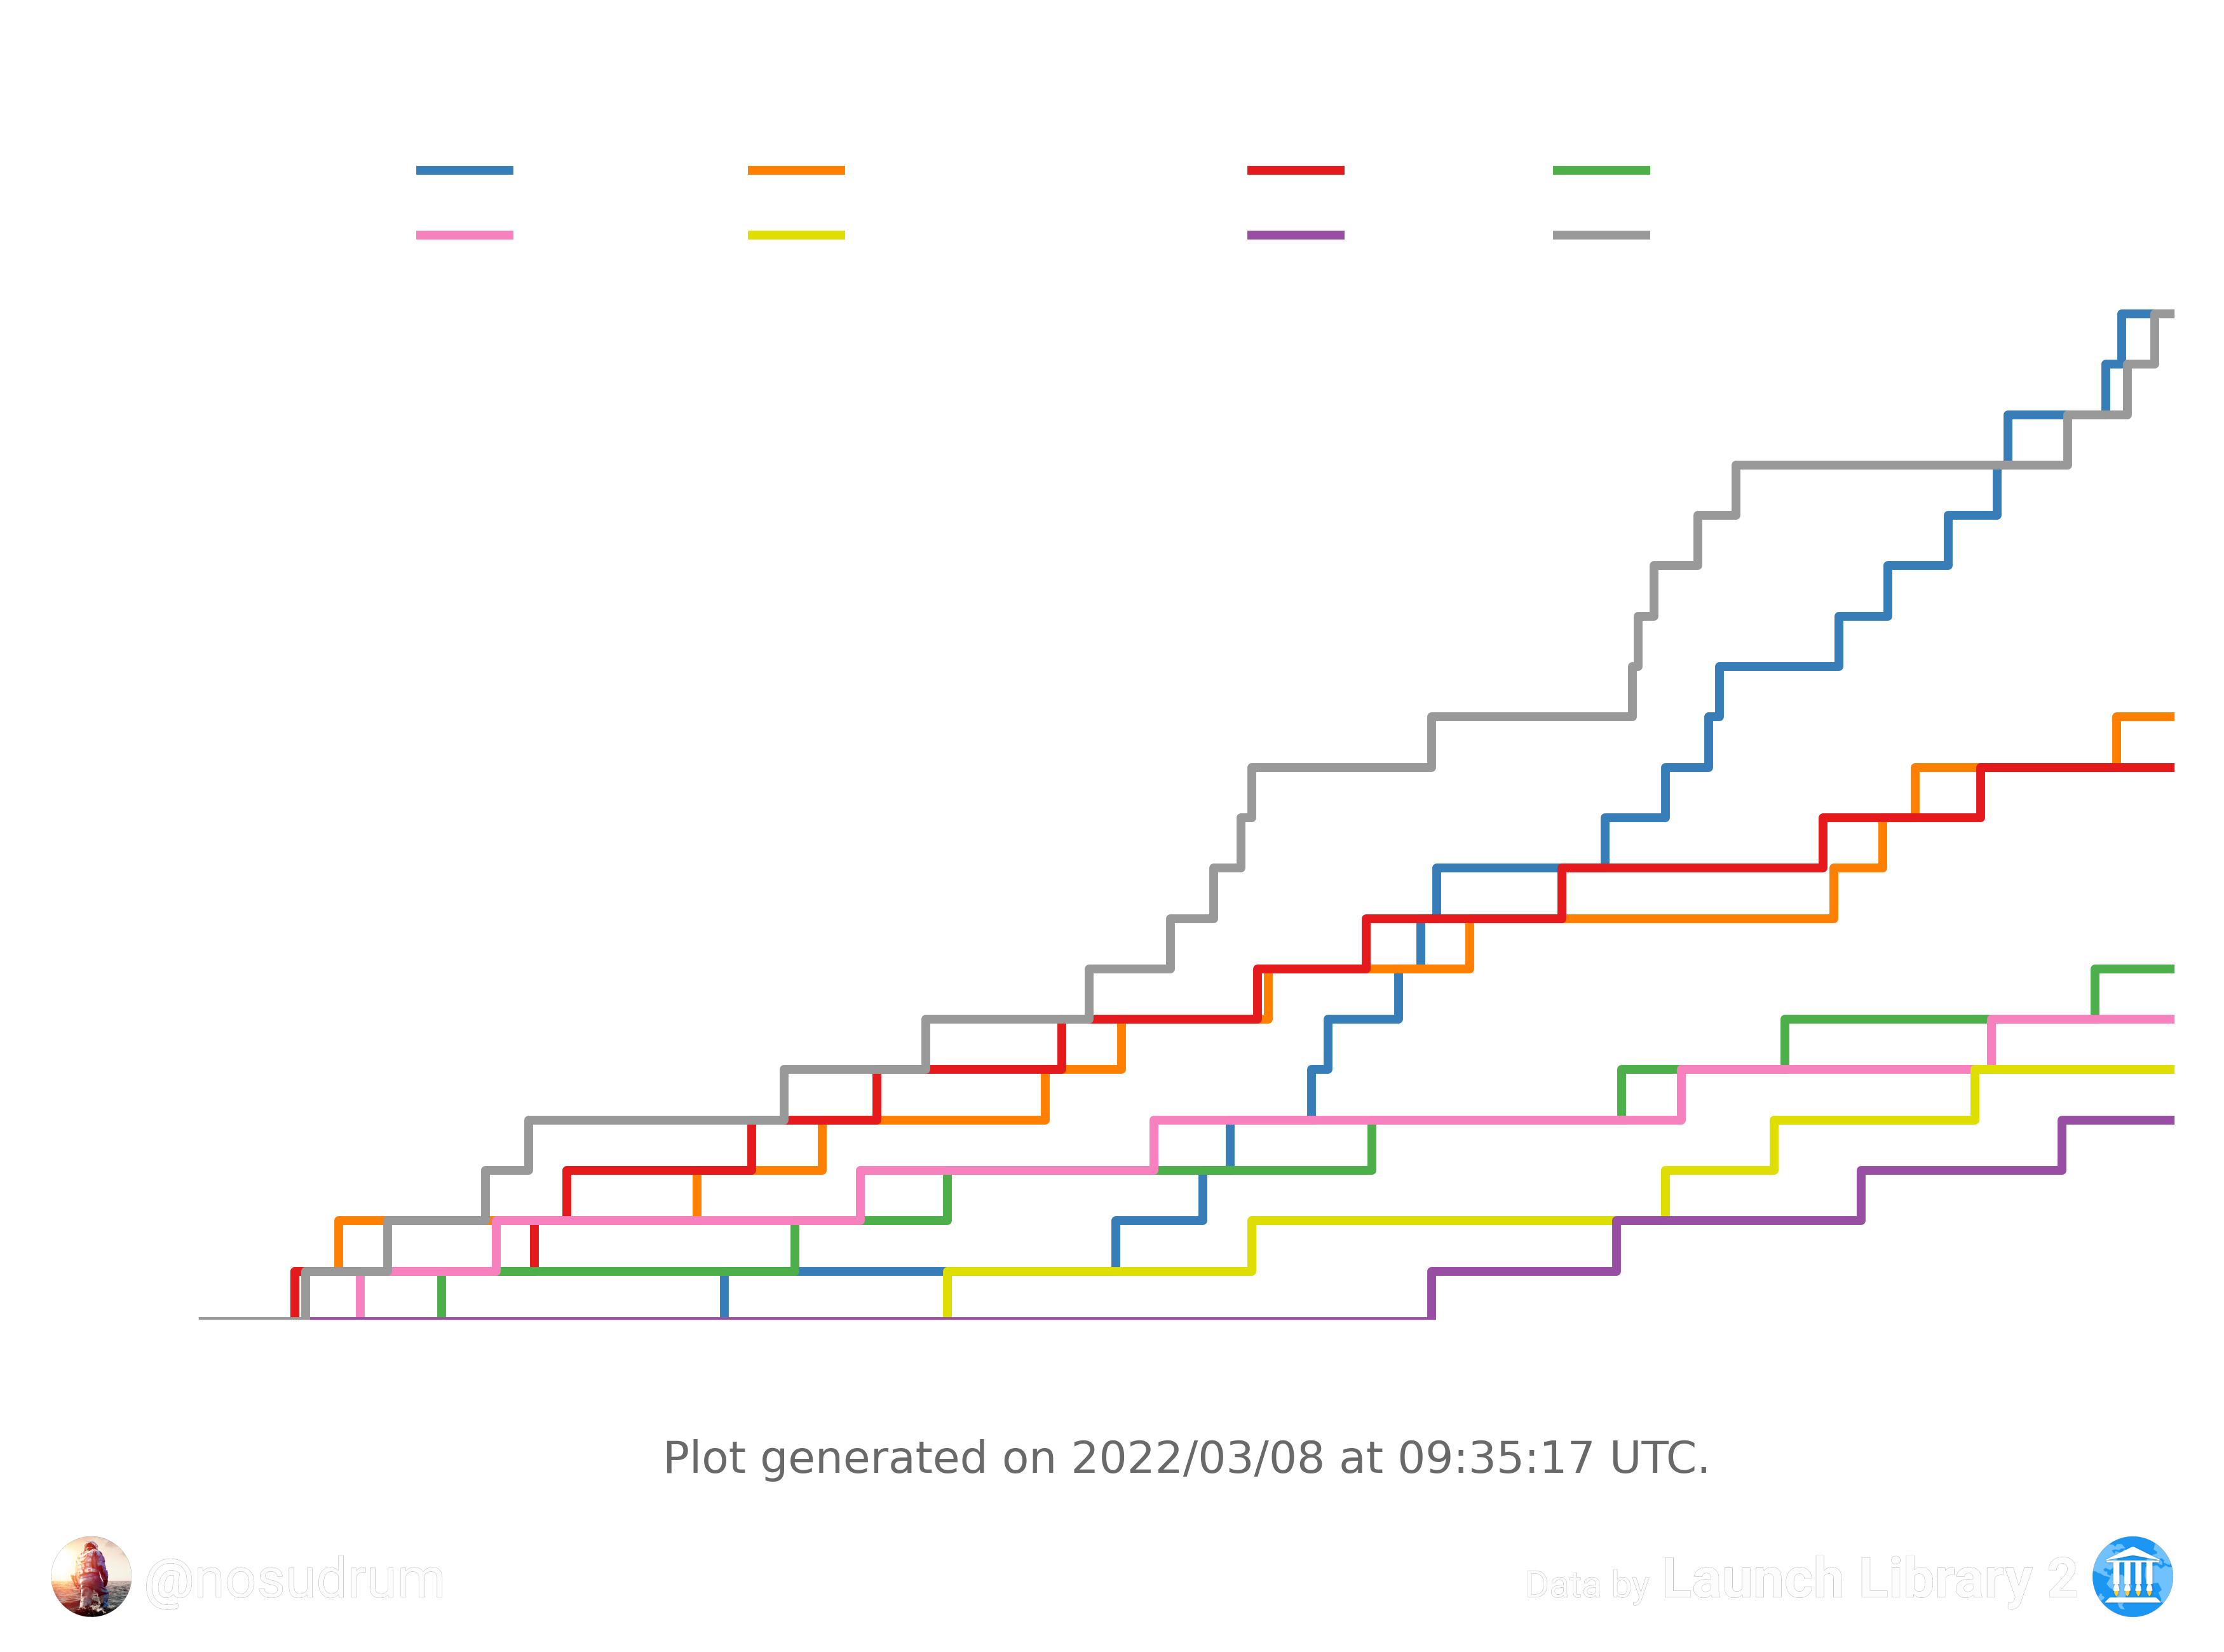 Plot generated on 2022/03/08 at 09:35:17 UTC.
@nosudrum
Data by Launch Library 2